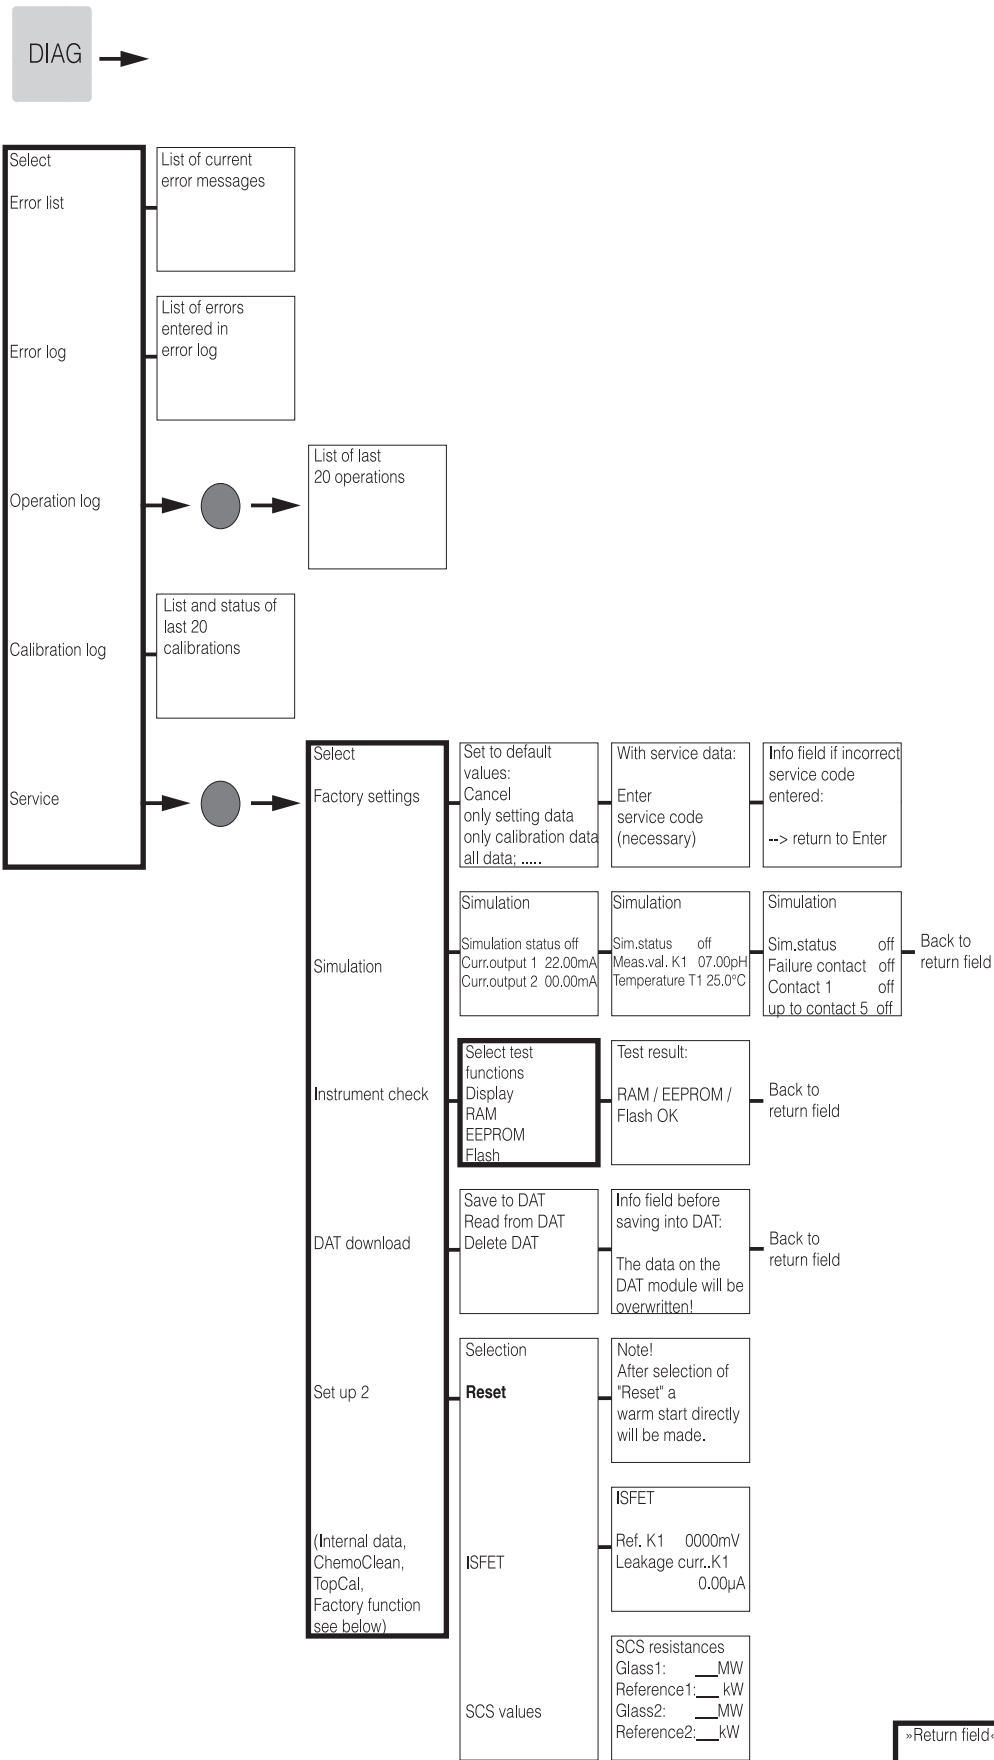 DIAG
Select
Error list
List of current
error messages
Error log
List of errors
entered in
error log
Operation log
List of last
20 operations
Calibration log
List and status of
last 20
calibrations
Service
Select
Factory settings
Set to default
values:
Cancel
only setting data
only calibration data
all data; .....
With service data:
Enter
service code
(necessary)
Info field if incorrect
service code
entered:
--> return to Enter
Simulation
Simulation
Simulation status off
Curr.output 1 22.00mA
Curr.output 2 00.00mA
Simulation
Sim.status off
Meas.val. K1 07.00pH
Temperature T1 25.0°C
Simulation
Sim.status off
Failure contact off
Contact 1 off
up to contact 5 off
Back to
return field
Instrument check
Select test
functions
Display
RAM
EEPROM
Flash
Test result:
RAM / EEPROM /
Flash OK
Back to
return field
DAT download
Save to DAT
Read from DAT
Delete DAT
Info field before
saving into DAT:
The data on the
DAT module will be
overwritten!
Back to
return field
Set up 2
Selection
Reset
Note!
After selection of
"Reset" a
warm start directly
will be made.
(Internal data,
ChemoClean,
TopCal,
Factory function
see below)
ISFET
ISFET
Ref. K1 0000mV
Leakage curr..K1
0.00µA
SCS values
SCS resistances
Glass1: ___MW
Reference1:___ kW
Glass2: ___MW
Reference2:___kW
»Return field«